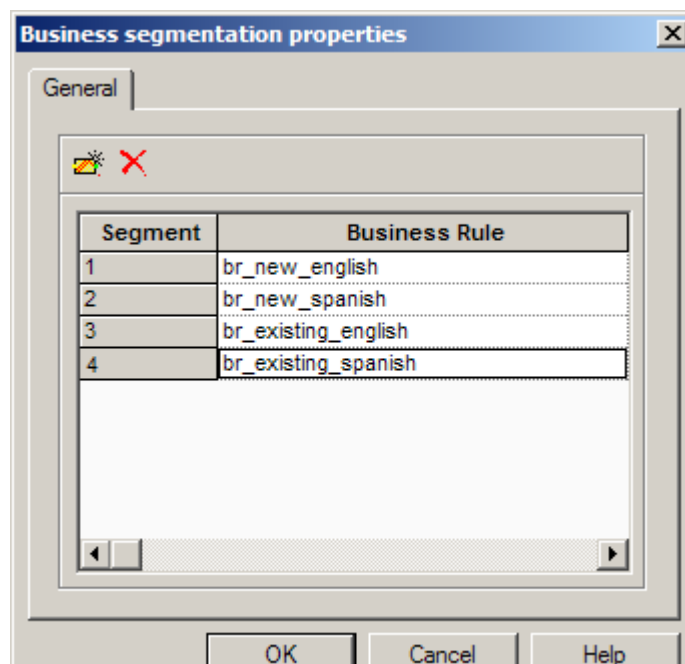 Business segmentation properties
General
Segment Business Rule
1 br_new_english
2 br_new_spanish
3 br_existing_english
4 br_existing_spanish
OK Cancel Help